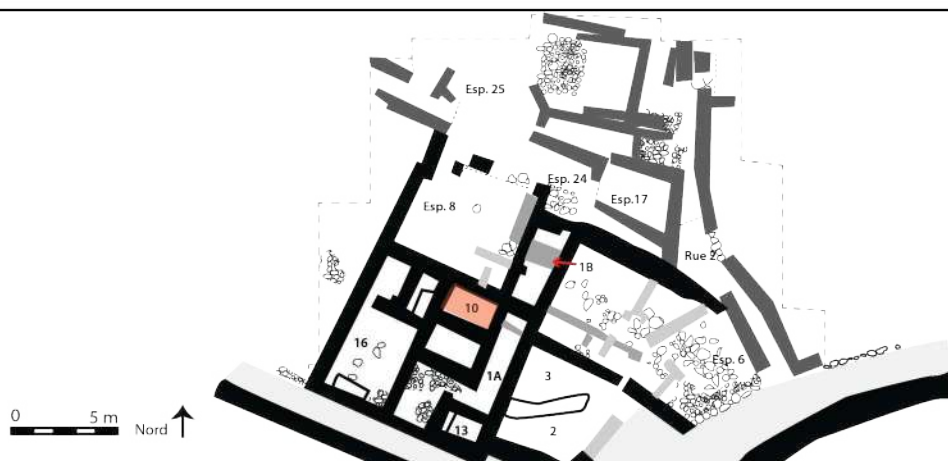 Esp. 25
Esp. 24
Esp. 8
Esp.17
Rue 2
1B
10
16
Esp. 6
1A
3
13
2
0
5 m
Nord